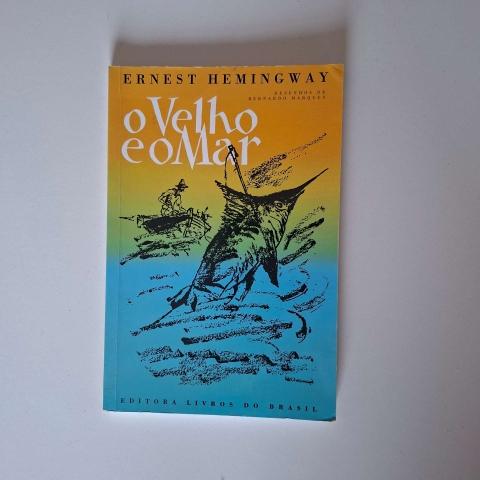 ERNEST HEMINGWAY
DESENHOS DE
BERNARDO MARQUES
o Velho
e o Mar
EDITORA LIVROS DO BRASIL